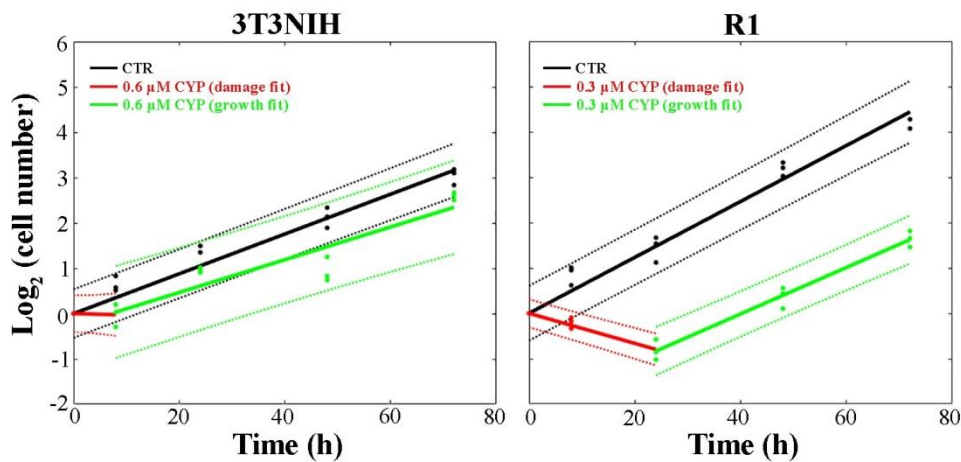 3T3NIH
R1
6
5
4
3
2
1
0
-1
-2
Log2 (cell number)
CTR
0.6 µM CYP (damage fit)
0.6 µM CYP (growth fit)
CTR
0.3 µM CYP (damage fit)
0.3 µM CYP (growth fit)
0 20 40 60 80
0 20 40 60 80
Time (h)
Time (h)